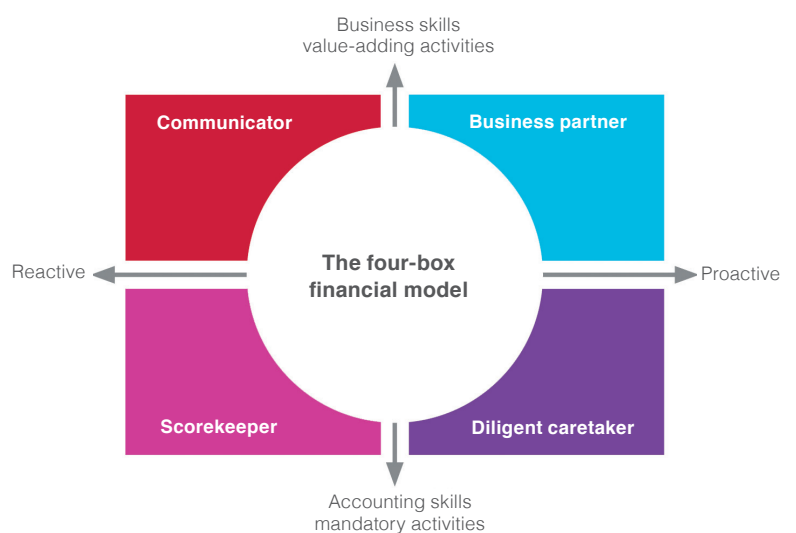 Business skills
value-adding activities
Communicator
Business partner
Reactive
The four-box
financial model
Proactive
Scorekeeper
Diligent caretaker
Accounting skills
mandatory activities